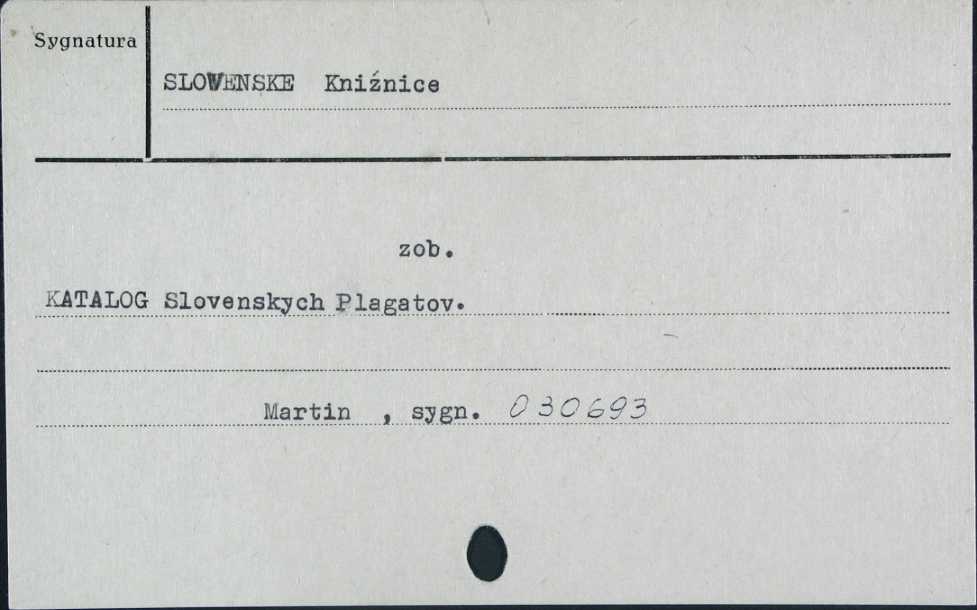 Sygnatura
SLOVENSKE Kniźnice
zob.
KATALOG Slovenskych Plagatov.
Martin , sygn. 030693